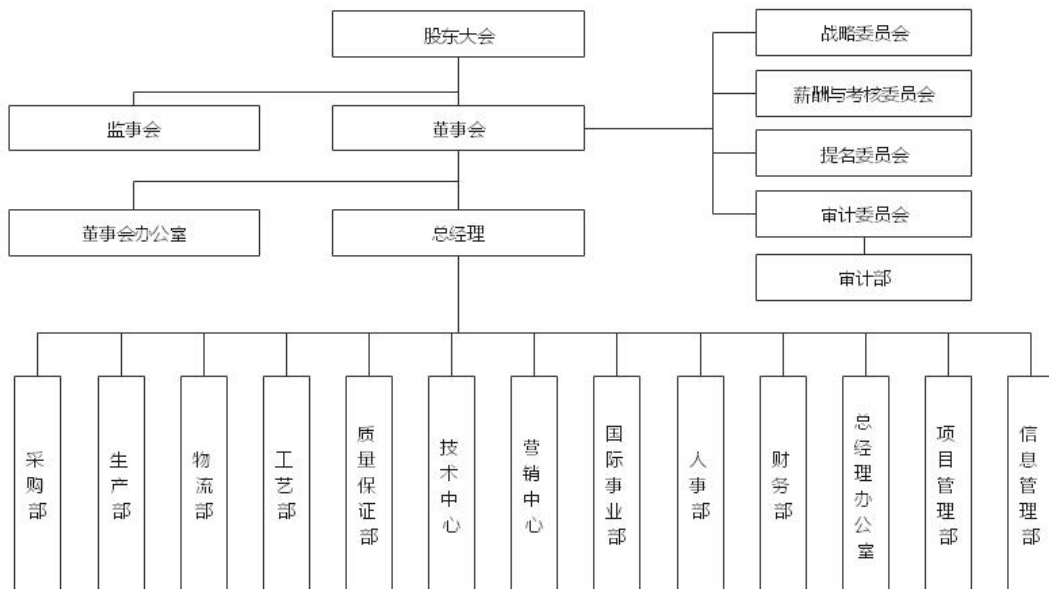 股东大会
战略委员会
薪酬与考核委员会
监事会
董事会
提名委员会
董事会办公室
总经理
审计委员会
审计部
采购部
生产部
物流部
工艺部
质量保证部
技术中心
营销中心
国际事业部
人事部
财务部
总经理办公室
项目管理部
信息管理部